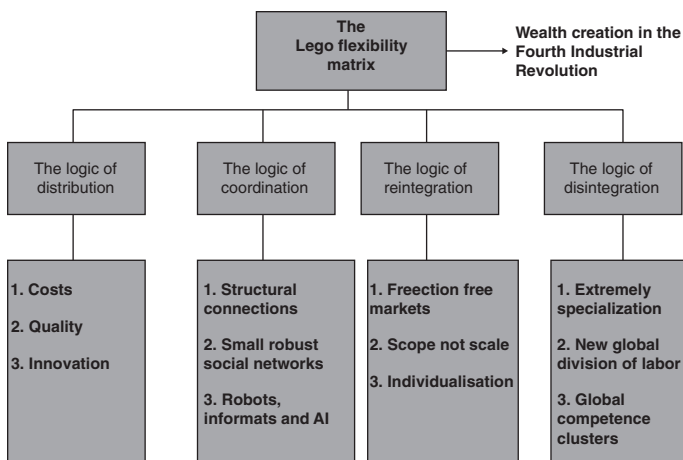 The
Lego flexibility
matrix
Wealth creation in the
Fourth Industrial
Revolution
The logic of
distribution
The logic of
coordination
The logic of
reintegration
The logic of
disintegration
1. Costs
2. Quality
3. Innovation
1. Structural
connections
2. Small robust
social networks
3. Robots,
informats and AI
1. Freection free
markets
2. Scope not scale
3. Individualisation
1. Extremely
specialization
2. New global
division of labor
3. Global
competence
clusters